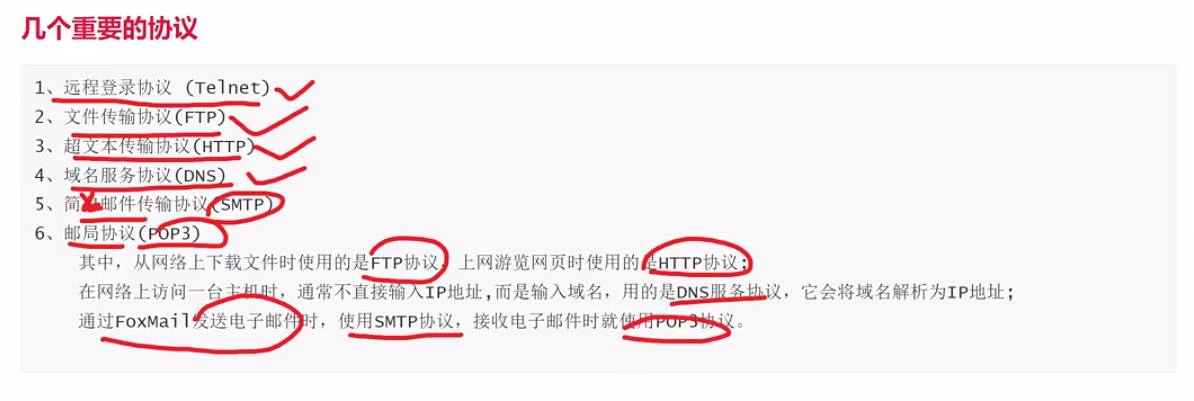 几个重要的协议
1、远程登录协议 (Telnet)
2、文件传输协议(FTP)
3、超文本传输协议(HTTP)
4、域名服务协议(DNS)
5、简 邮件传输协议(SMTP)
6、邮局协议(POP3)
其中，从网络上下载文件时使用的是FTP协议，上网游览网页时使用的是HTTP协议；
在网络上访问一台主机时，通常不直接输入IP地址,而是输入域名，用的是DNS服务协议，它会将域名解析为IP地址；
通过FoxMail发送电子邮件时，使用SMTP协议，接收电子邮件时就使用POP3协议。